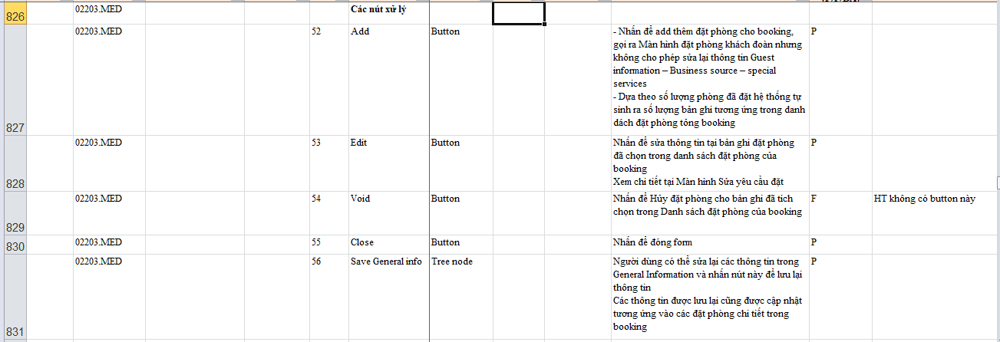 826 02203.MED Các nút xử lý
827 02203.MED 52 Add Button - Nhấn để add thêm đặt phòng cho booking, P
gọi ra Màn hình đặt phòng khách đoàn nhưng
không cho phép sửa lại thông tin Guest
information – Business source – special
services
- Dựa theo số lượng phòng đã đặt hệ thống tự
sinh ra số lượng bản ghi tương ứng trong danh
dách đặt phòng tổng booking
828 02203.MED 53 Edit Button Nhấn để sửa thông tin tại bản ghi đặt phòng P
đã chọn trong danh sách đặt phòng của
booking
Xem chi tiết tại Màn hình Sửa yêu cầu đặt
829 02203.MED 54 Void Button Nhấn để Hủy đặt phòng cho bản ghi đã tích F HT không có button này
chọn trong Danh sách đặt phòng của booking
830 02203.MED 55 Close Button Nhấn để đóng form P
831 02203.MED 56 Save General info Tree node Người dùng có thể sửa lại các thông tin trong P
General Information và nhấn nút này để lưu lại
thông tin
Các thông tin được lưu lại cũng được cập nhật
tương ứng vào các đặt phòng chi tiết trong
booking